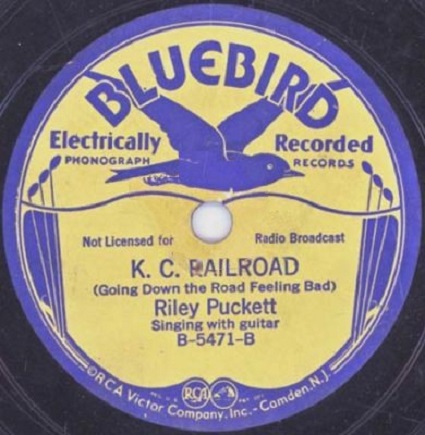 BLUEBIRD
Electrically Recorded
PHONOGRAPH RECORDS
Not Licensed for Radio Broadcast
K. C. RAILROAD
(Going Down the Road Feeling Bad)
Riley Puckett
Singing with guitar
B-5471-B
RCA
©RCA Victor Company, Inc.-Camden, N.J.